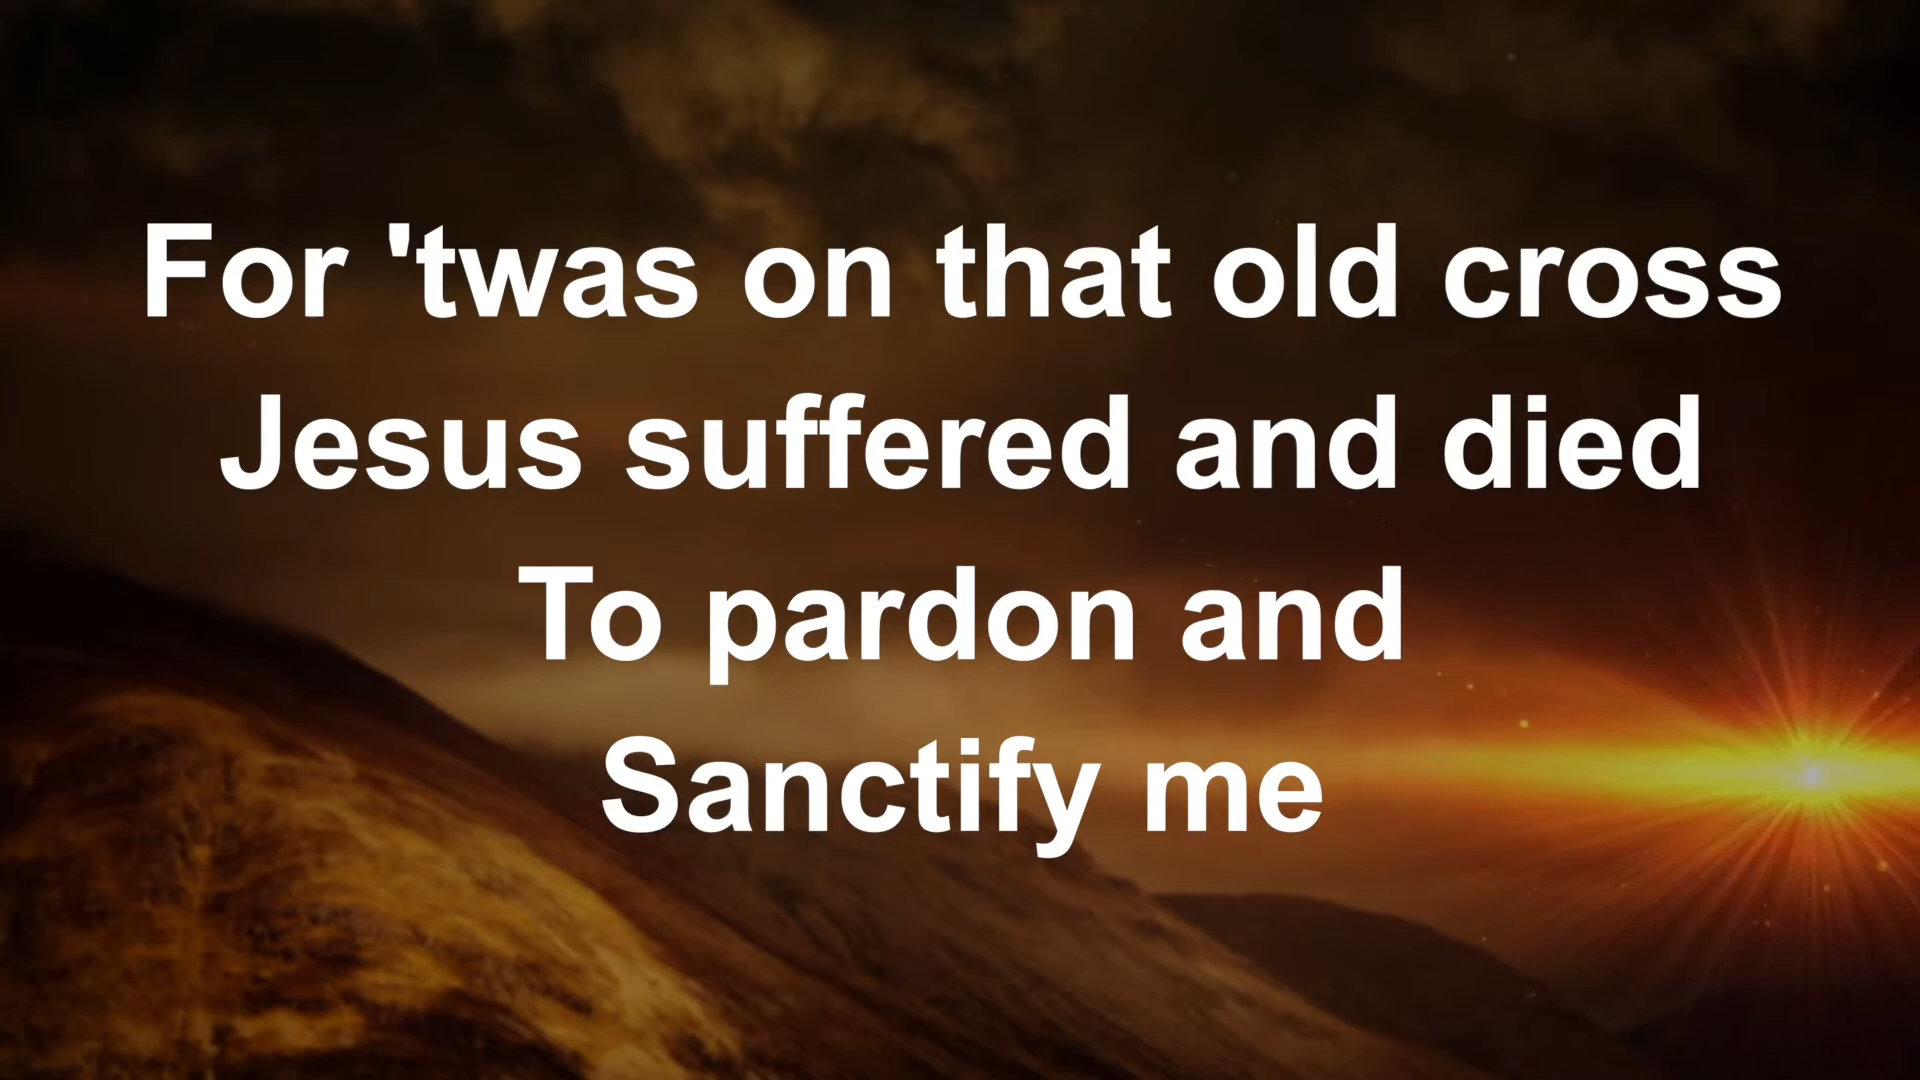 For 'twas on that old cross
Jesus suffered and died
To pardon and
Sanctify me